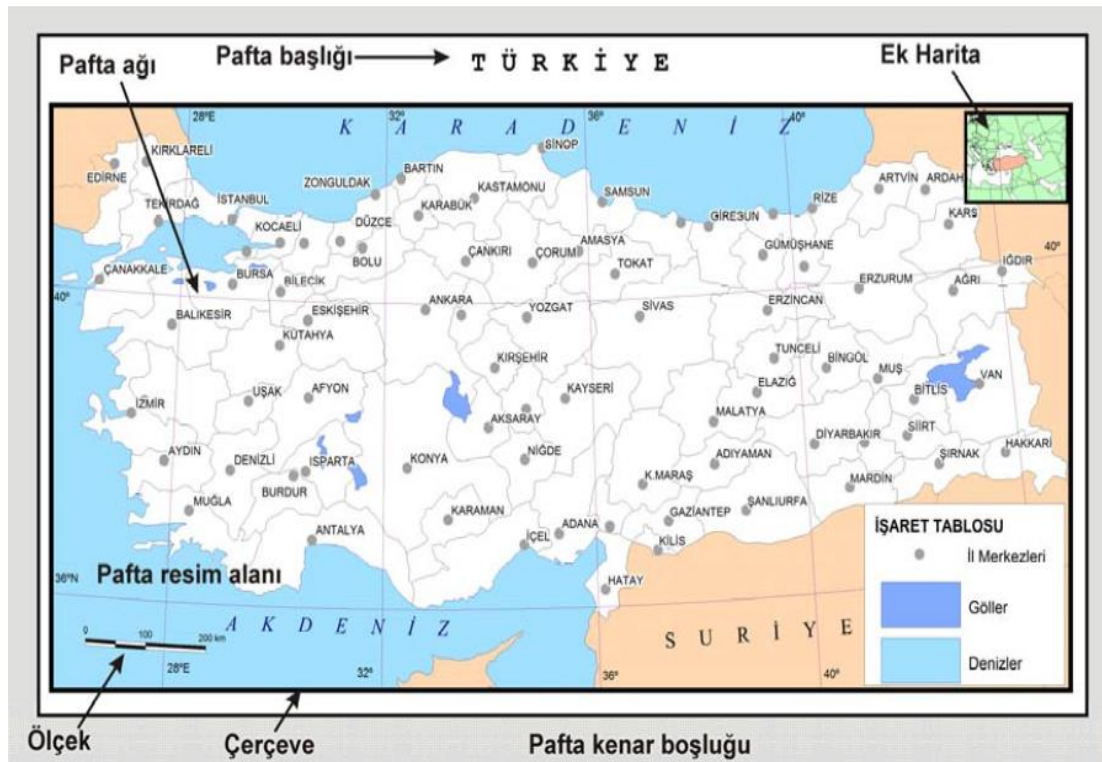 Pafta başlığı
T Ü R K İ Y E
Ek Harita
Pafta ağı
28°E
32°
36°
40°
K A R A D E N İ Z
SİNOP
KIRKLARELİ
EDİRNE
BARTIN
ZONGULDAK
KASTAMONU
SAMSUN
ARTVİN
ARDAH
RİZE
TEKİRDAĞ
İSTANBUL
KARABÜK
GİRESUN
KARS
KOCAELİ
DÜZCE
AMASYA
GÜMÜŞHANE
40°
ÇANKIRI
ÇORUM
BOLU
TOKAT
IĞDIR
ÇANAKKALE
BURSA
BİLECİK
ERZURUM
AĞRI
40°
ANKARA
SİVAS
ERZİNCAN
BALIKESİR
ESKİŞEHİR
YOZGAT
KÜTAHYA
TUNCELİ
KIRŞEHİR
BİNGÖL
MUŞ
VAN
UŞAK
AFYON
KAYSERİ
ELAZIĞ
BİTLİS
İZMİR
AKSARAY
MALATYA
SİİRT
DİYARBAKIR
HAKKARİ
AYDIN
DENİZLİ
ISPARTA
KONYA
NİĞDE
ADIYAMAN
ŞIRNAK
BURDUR
K.MARAŞ
MARDİN
MUĞLA
KARAMAN
GAZİANTEP
ŞANLIURFA
ANTALYA
İÇEL
ADANA
KİLİS
İŞARET TABLOSU
İl Merkezleri
Göller
Denizler
Pafta resim alanı
36°N
HATAY
A K D E N İ Z
S U R İ Y E
0 100 200 km
28°E
32°
36°
40°
Ölçek
Çerçeve
Pafta kenar boşluğu